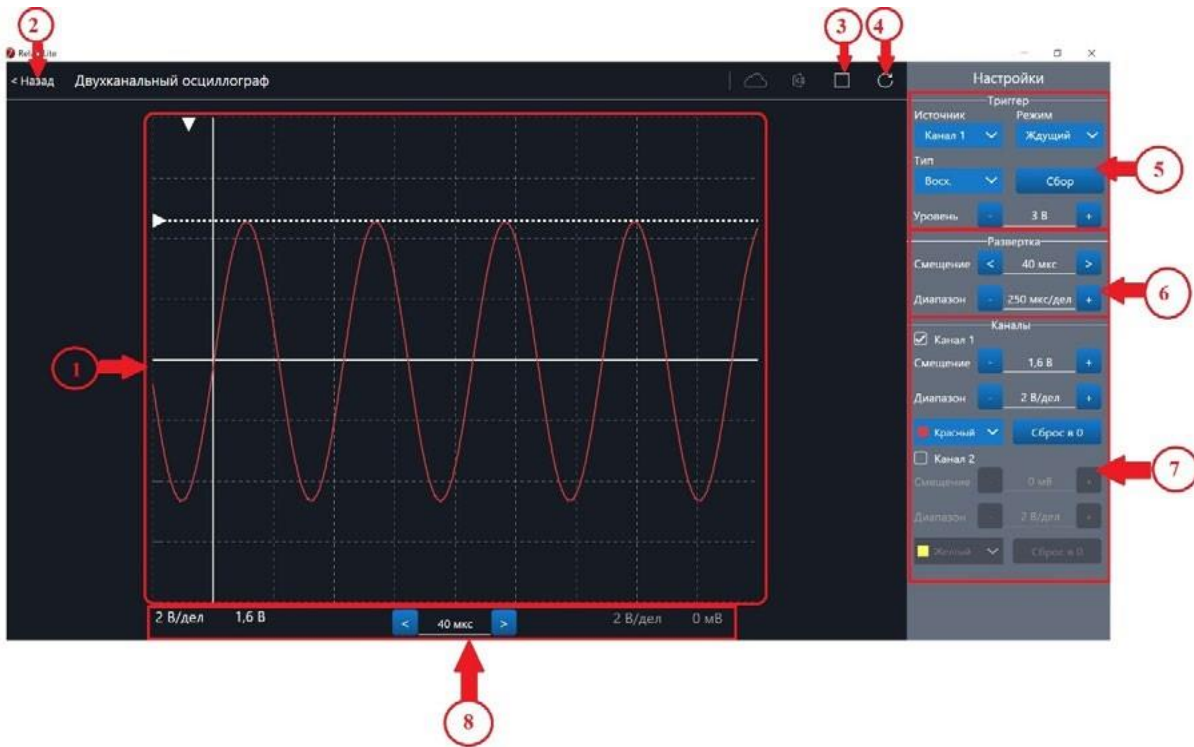 2
3
4
Relab Lite
< Назад
Двухканальный осциллограф
Настройки
Триггер
Источник
Режим
Канал 1
Ждущий
Тип
Восх.
Сбор
5
Уровень
-
3 В
+
Развертка
Смещение
<
40 мкс
>
Диапазон
-
250 мкс/дел
+
6
Каналы
Канал 1
Смещение
-
1,6 В
+
1
Диапазон
-
2 В/дел
+
Красный
Сброс в 0
Канал 2
Смещение
-
0 мВ
+
7
Диапазон
-
2 В/дел
+
Желтый
Сброс в 0
2 В/дел
1,6 В
<
40 мкс
>
2 В/дел
0 мВ
8